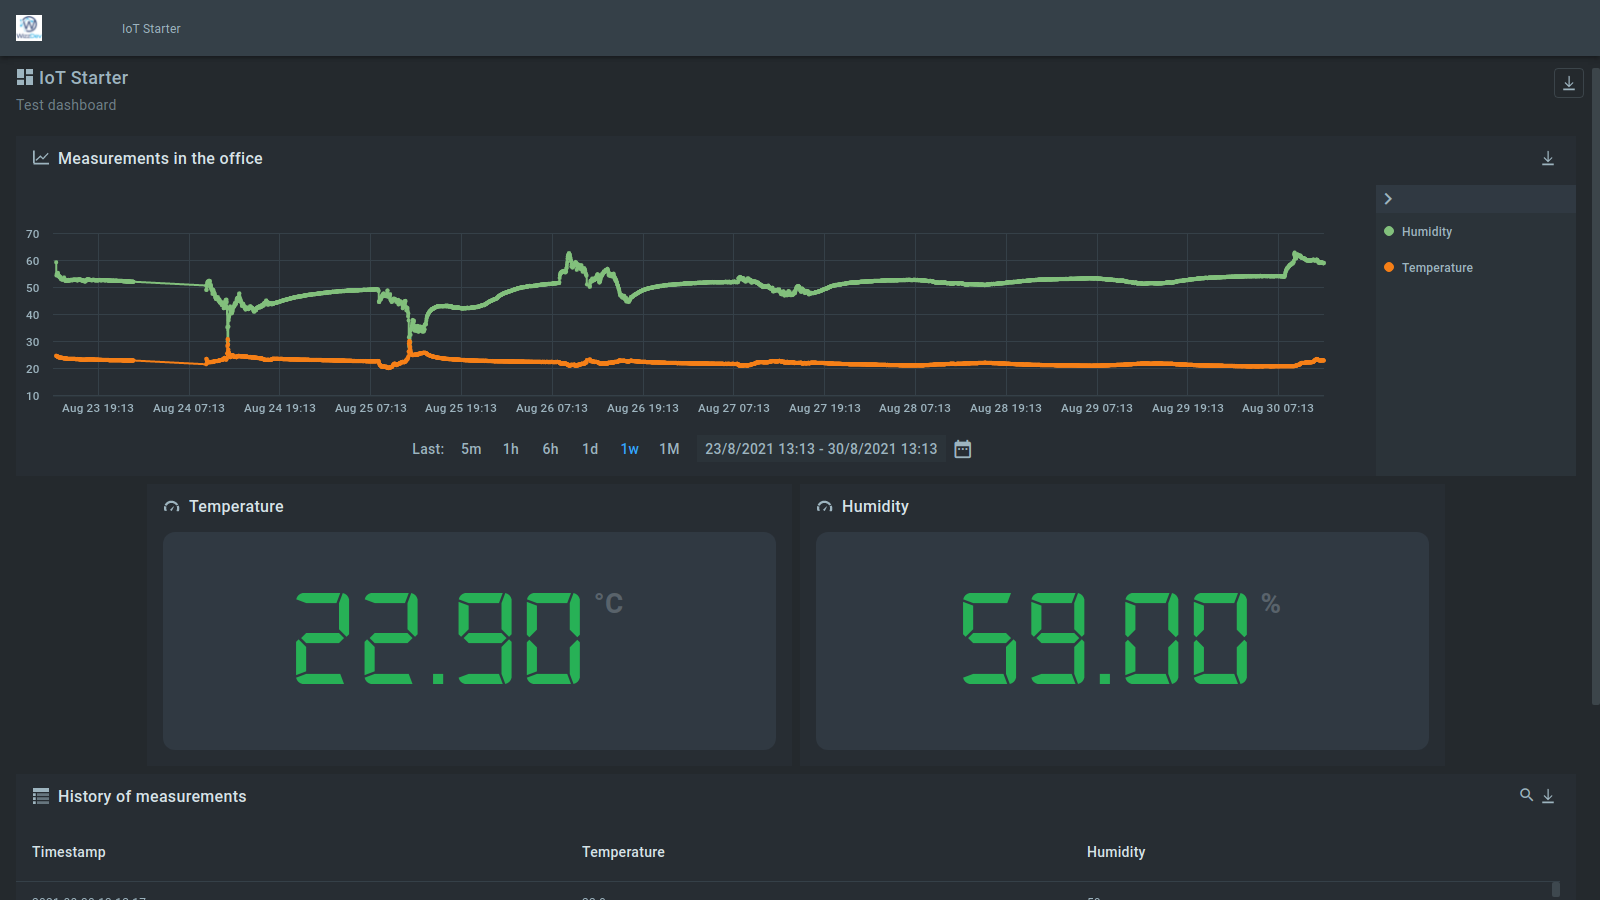 IoT Starter
IoT Starter
Test dashboard
Measurements in the office
Humidity
Temperature
70
60
50
40
30
20
10
Aug 23 19:13 Aug 24 07:13 Aug 24 19:13 Aug 25 07:13 Aug 25 19:13 Aug 26 07:13 Aug 26 19:13 Aug 27 07:13 Aug 27 19:13 Aug 28 07:13 Aug 28 19:13 Aug 29 07:13 Aug 29 19:13 Aug 30 07:13
Last: 5m 1h 6h 1d 1w 1M 23/8/2021 13:13 - 30/8/2021 13:13
Temperature
22.90 °C
Humidity
59.00 %
History of measurements
Timestamp Temperature Humidity